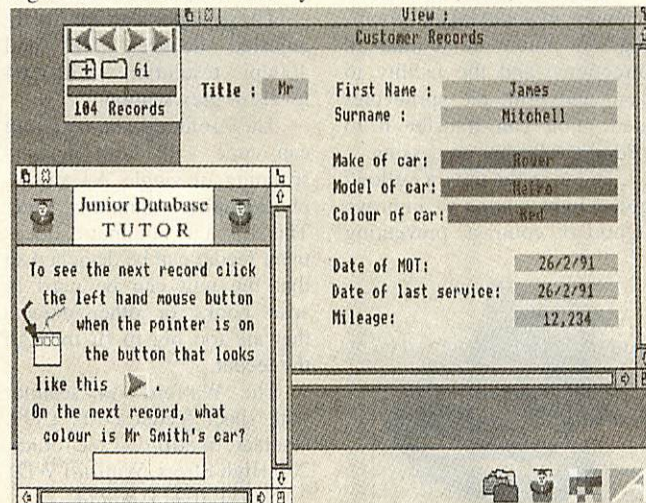 View :
Customer Records
61
104 Records
Title : Mr
First Name : James
Surname : Mitchell
Make of car: Rover
Model of car:
Colour of car: Red
Date of MOT: 26/2/91
Date of last service: 26/2/91
Mileage: 12,234
Junior Database
TUTOR
To see the next record click
the left hand mouse button
when the pointer is on
the button that looks
like this .
On the next record, what
colour is Mr Smith's car?